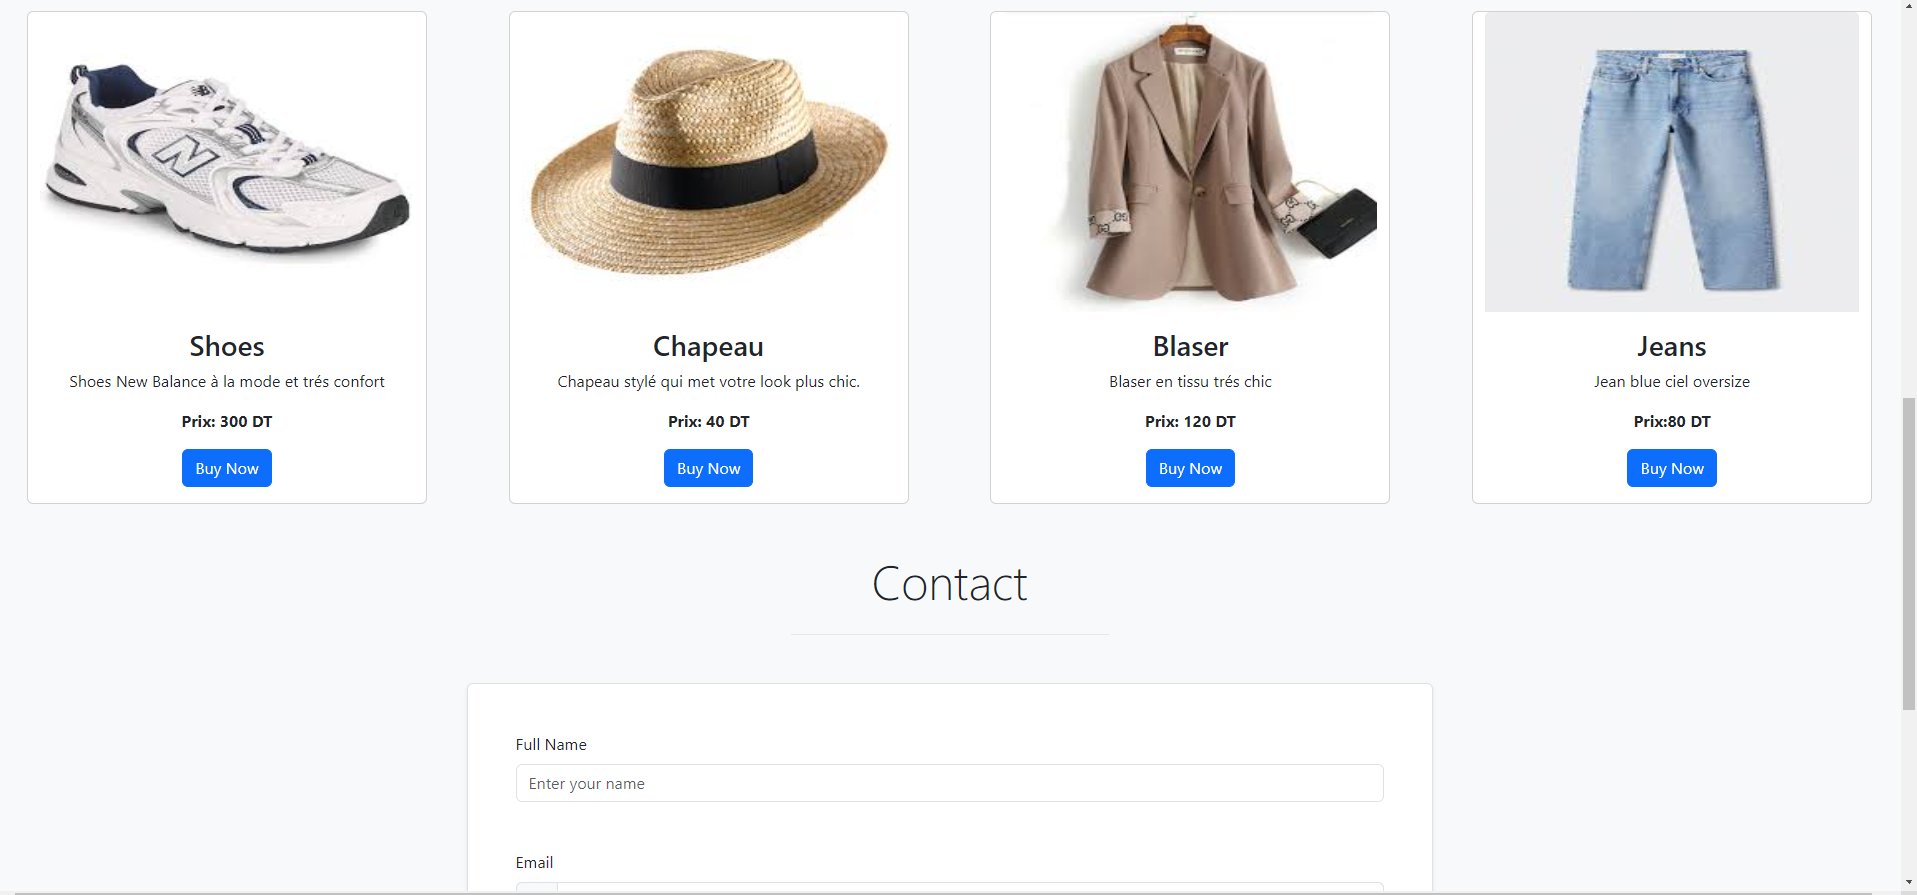 N
Shoes
Shoes New Balance à la mode et trés confort
Prix: 300 DT
Buy Now
Chapeau
Chapeau stylé qui met votre look plus chic.
Prix: 40 DT
Buy Now
Blaser
Blaser en tissu trés chic
Prix: 120 DT
Buy Now
Jeans
Jean blue ciel oversize
Prix:80 DT
Buy Now
Contact
Full Name
Enter your name
Email